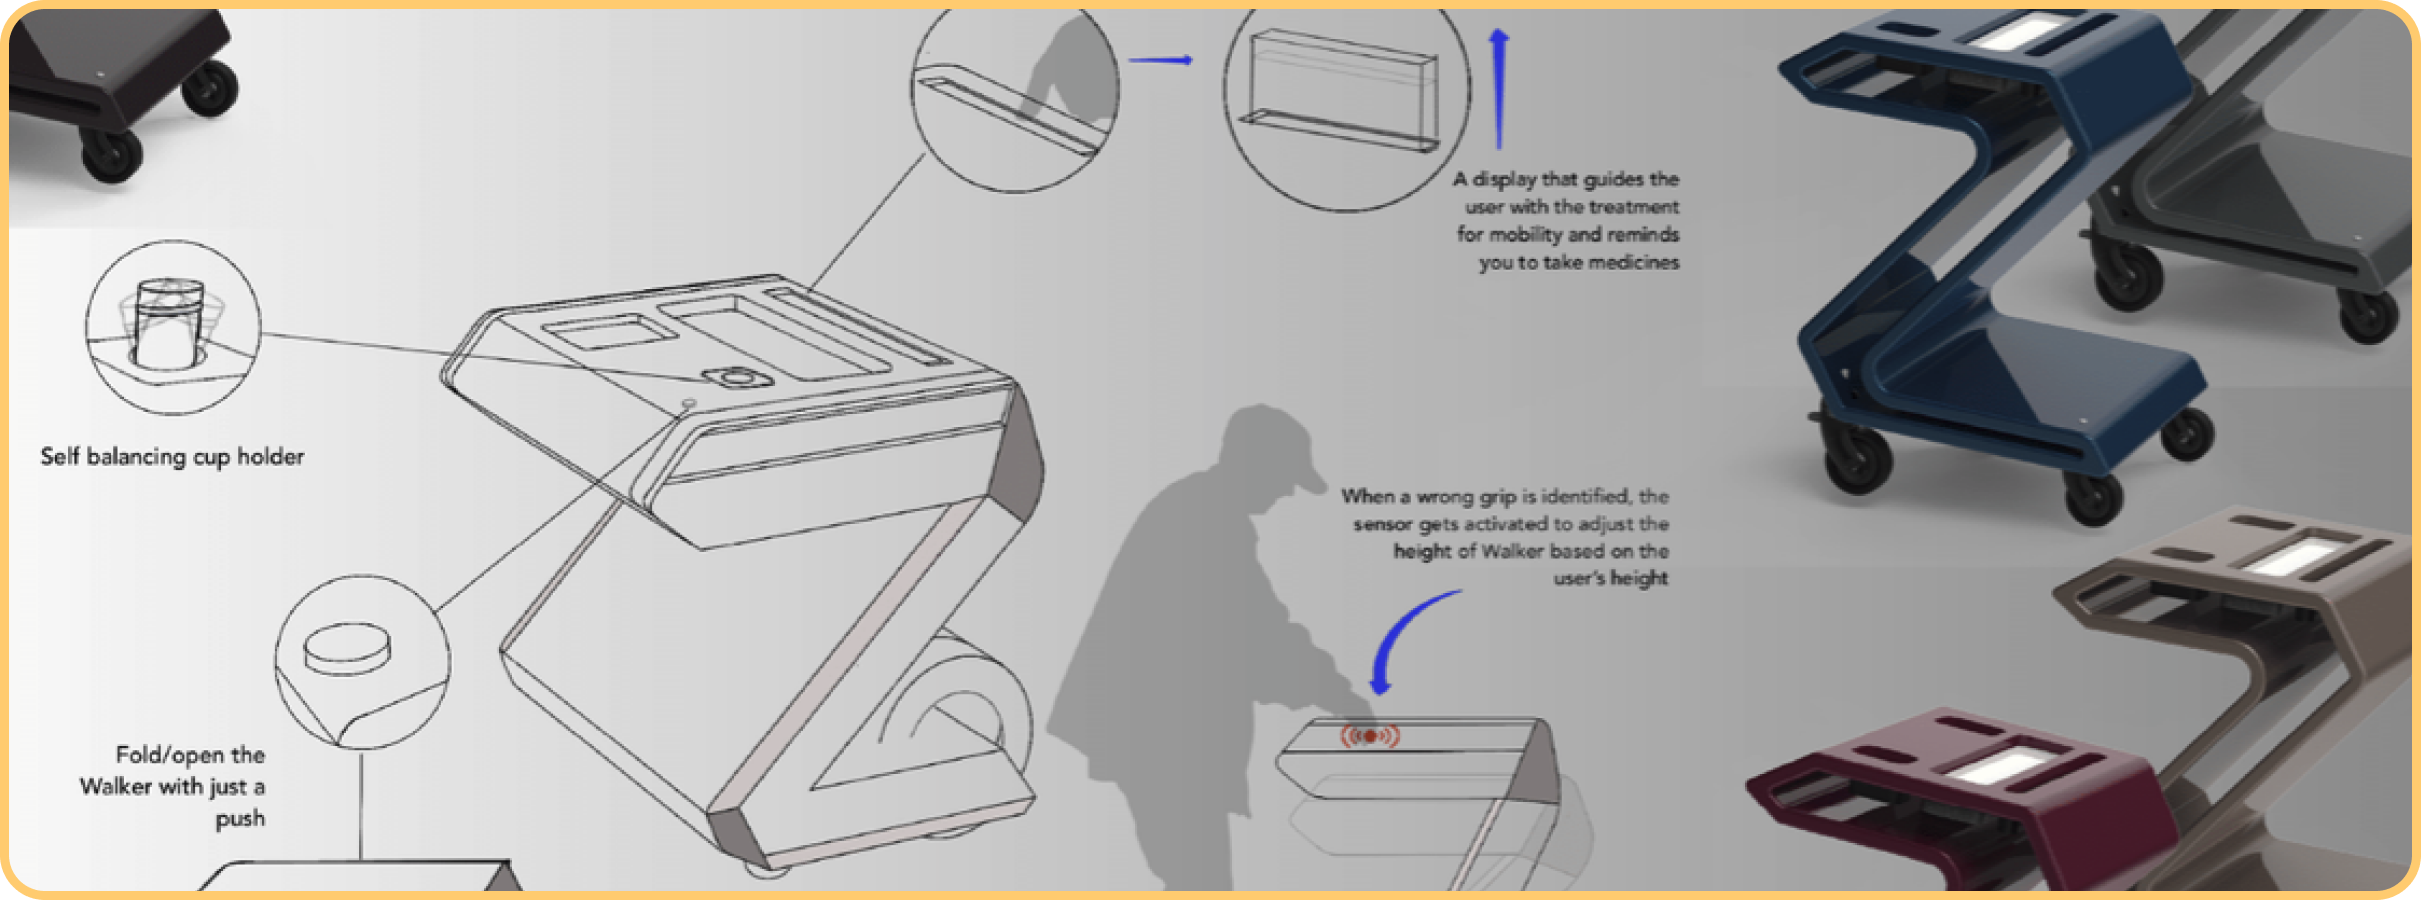 A display that guides the
user with the treatment
for mobility and reminds
you to take medicines
Self balancing cup holder
When a wrong grip is identified, the
sensor gets activated to adjust the
height of Walker based on the
user's height
Fold/open the
Walker with just a
push